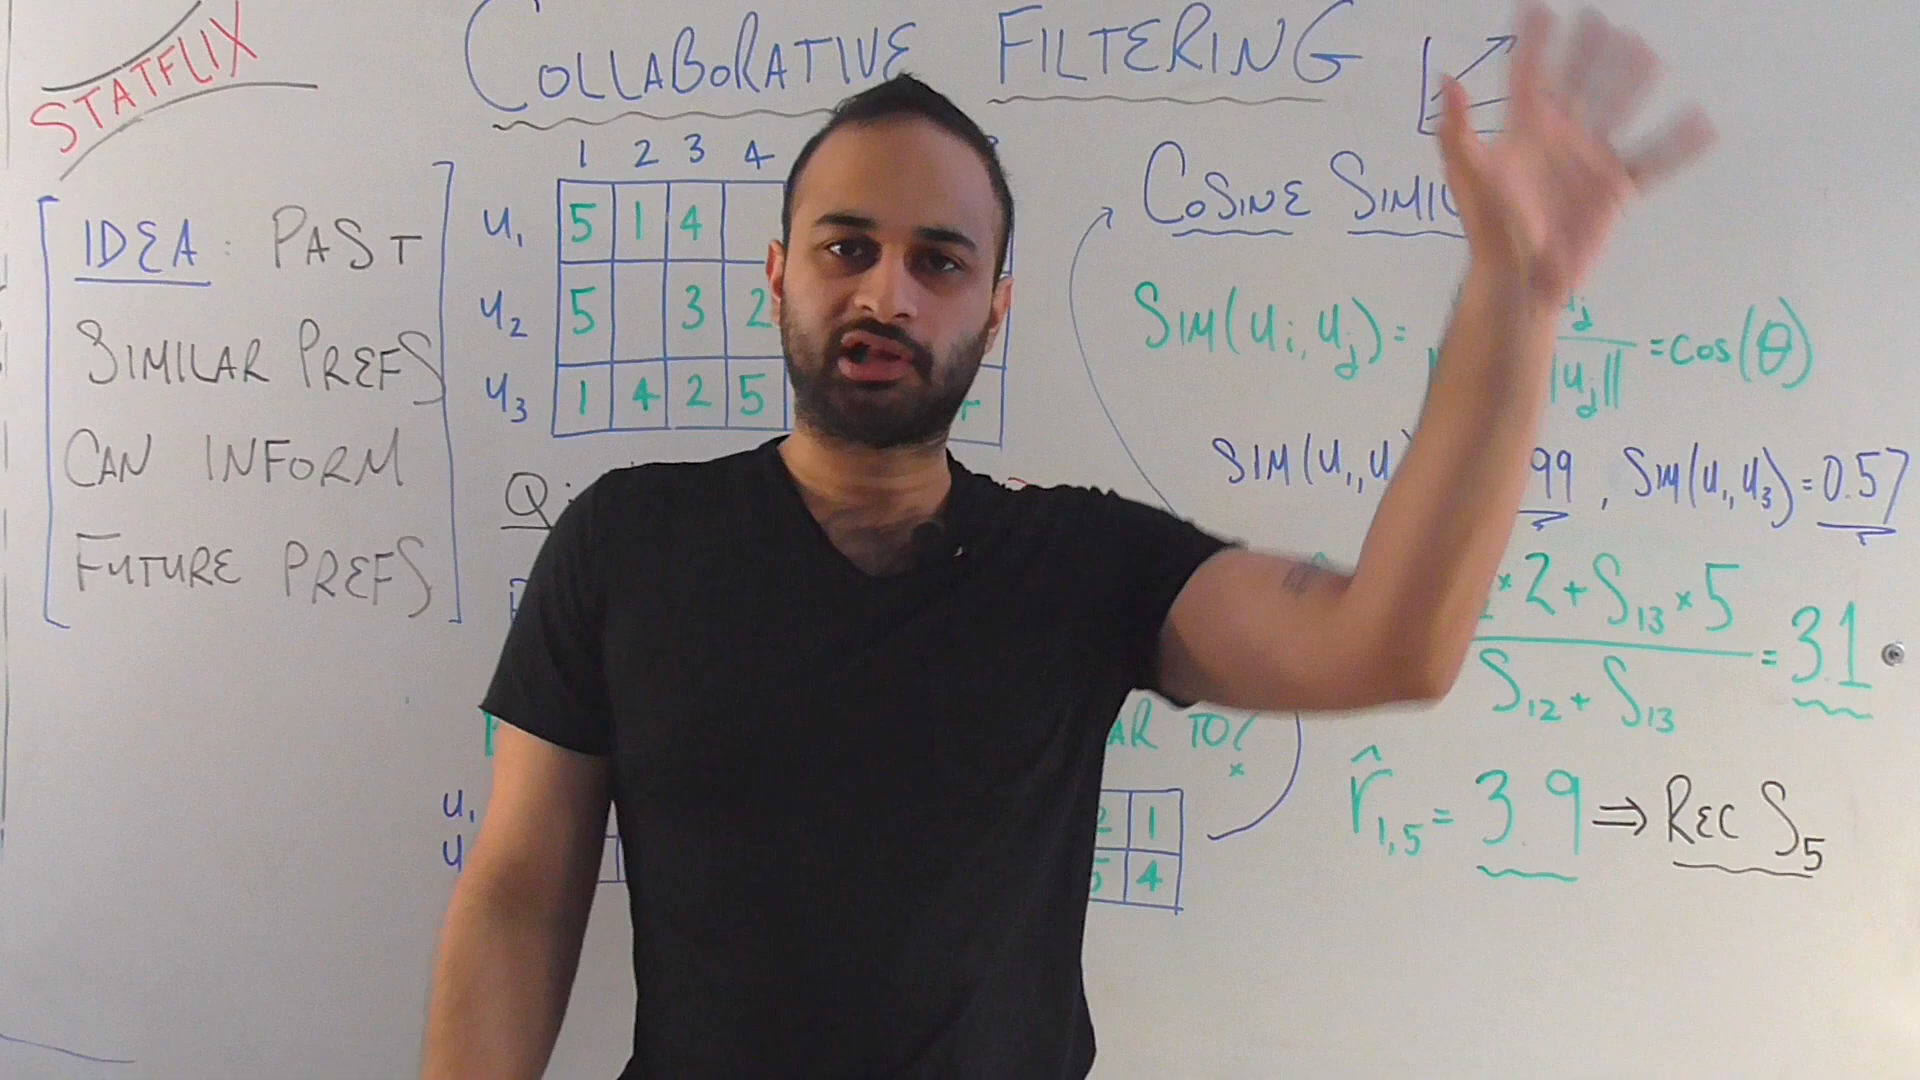 STATFLIX
COLLABORATIVE FILTERING
IDEA: PAST
SIMILAR PREFS
CAN INFORM
FUTURE PREFS
1 2 3 4
u₁ 5 1 4
u₂ 5 3 2
u₃ 1 4 2 5
Q:
COSINE
SIM(uᵢ, uⱼ) = ||uⱼ|| = cos(θ)
SIM(u₁, u 99, SIM(u₁, u₃) = 0.57
×2 + S₁₃ × 5 = 3.1
S₁₂ + S₁₃
r̂₁,₅ = 3.9 ⇒ REC S₅
TO?
u₁ 2 1
u 5 4